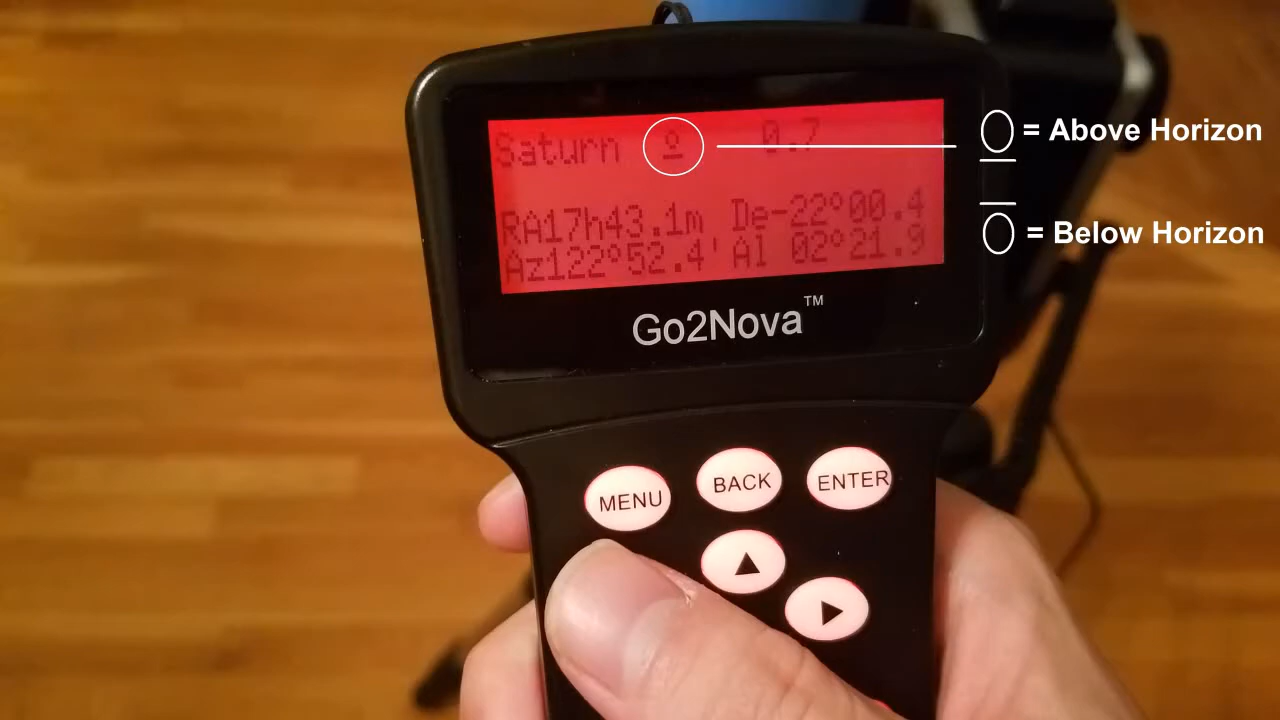 Saturn o 0.7
RA17h43.1m De-22°00.4
Az122°52.4' Al 02°21.9
= Above Horizon
= Below Horizon
Go2Nova™
MENU BACK ENTER